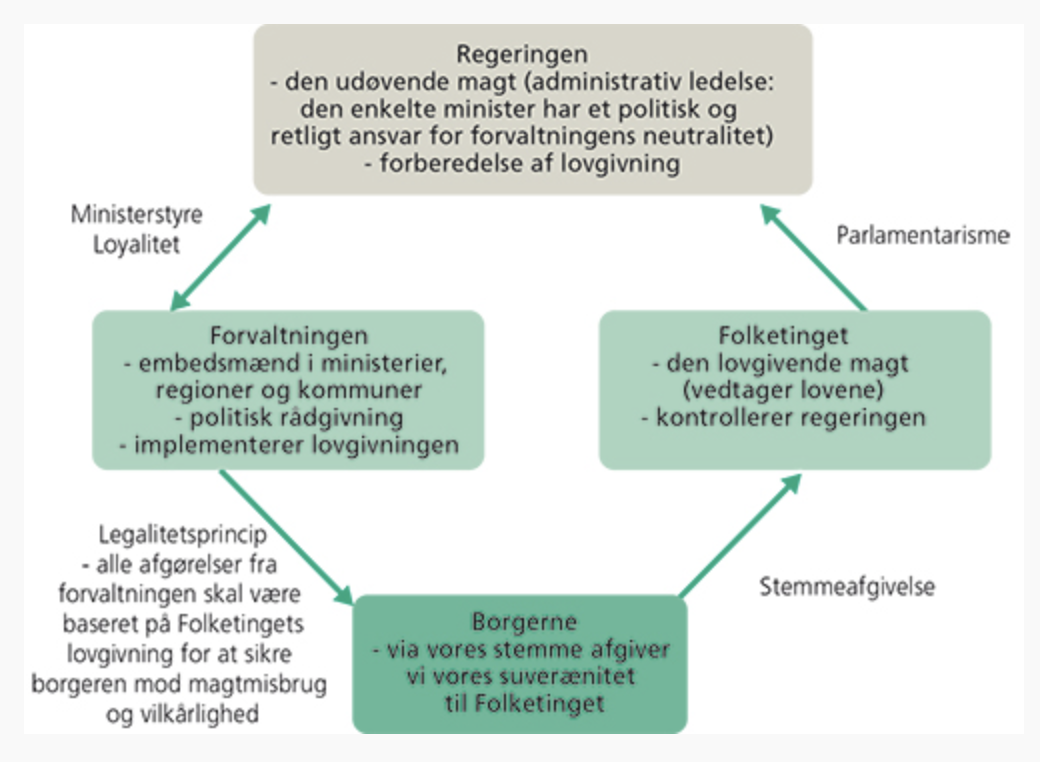 Regeringen
- den udøvende magt (administrativ ledelse:
den enkelte minister har et politisk og
retligt ansvar for forvaltningens neutralitet)
- forberedelse af lovgivning
Ministerstyre
Loyalitet
Parlamentarisme
Forvaltningen
- embedsmænd i ministerier,
regioner og kommuner
- politisk rådgivning
- implementerer lovgivningen
Folketinget
- den lovgivende magt
(vedtager lovene)
- kontrollerer regeringen
Legalitetsprincip
- alle afgørelser fra
forvaltningen skal være
baseret på Folketingets
lovgivning for at sikre
borgeren mod magtmisbrug
og vilkårlighed
Stemmeafgivelse
Borgerne
- via vores stemme afgiver
vi vores suverænitet
til Folketinget